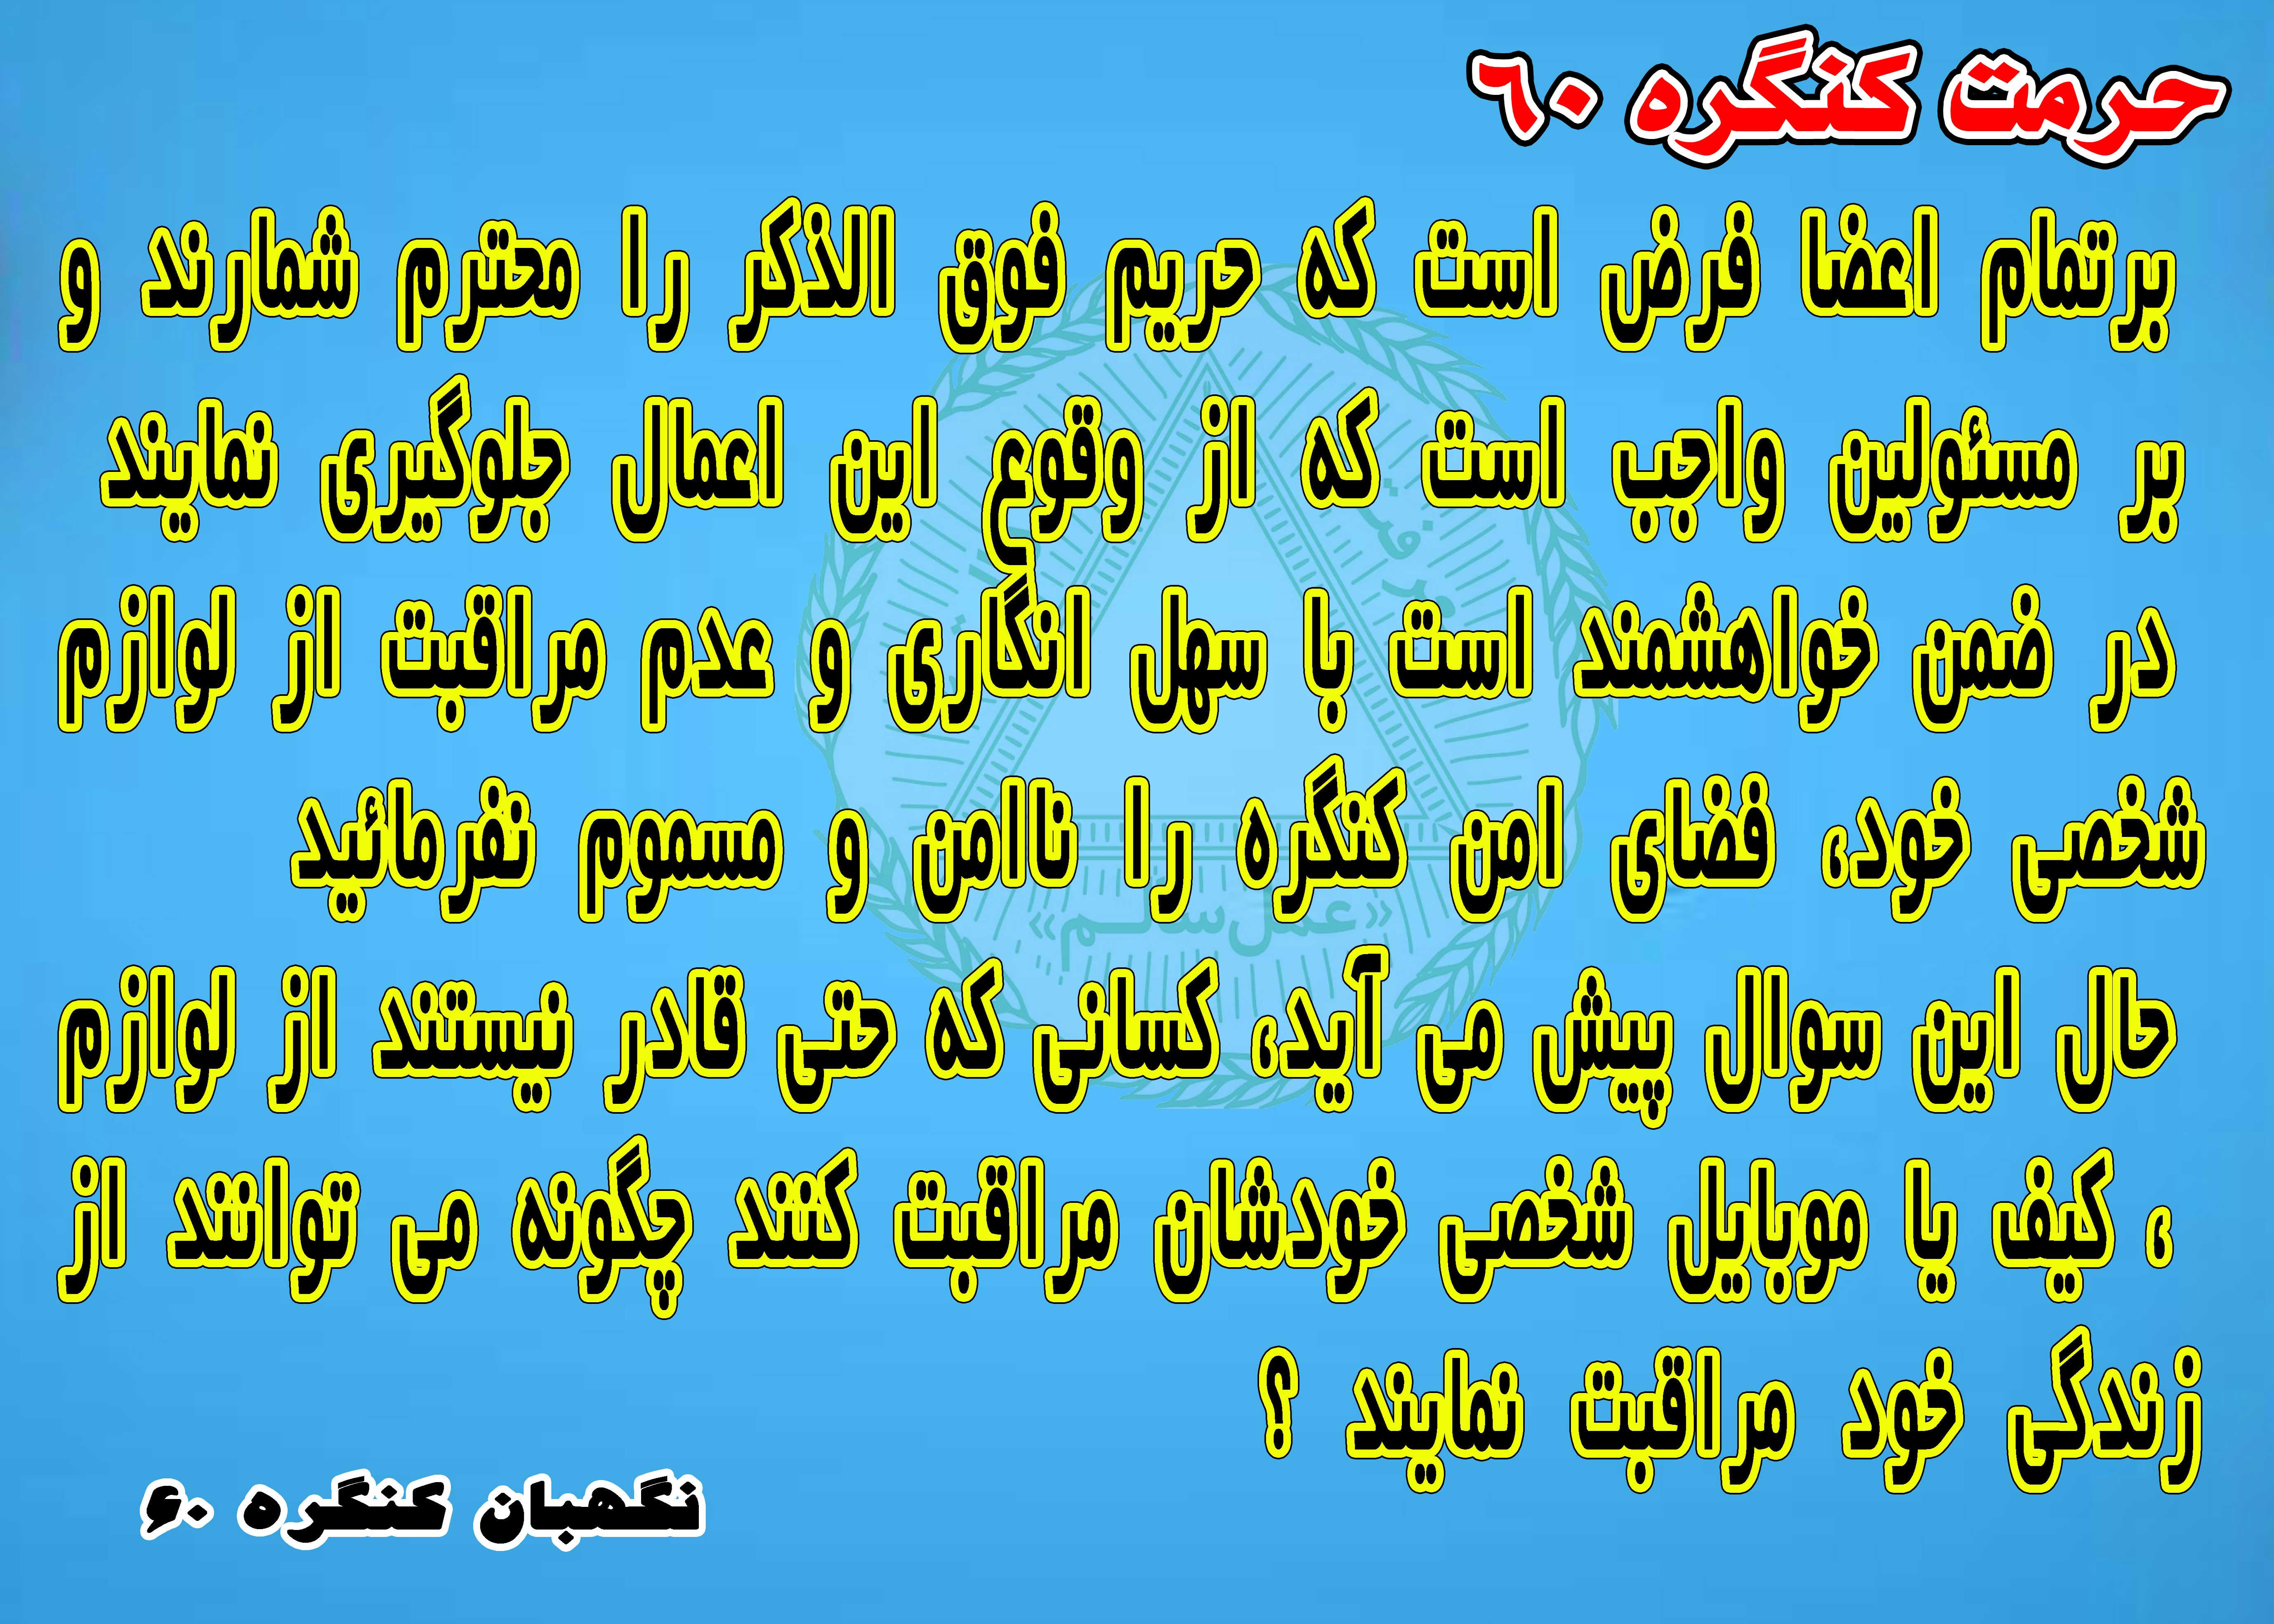 حرمت کنگره ٦٠
برتمام اعضا فرض است که حریم فوق الذکر را محترم شمارند و
بر مسئولین واجب است که از وقوع این اعمال جلوگیری نمایند
در ضمن خواهشمند است با سهل انگاری و عدم مراقبت از لوازم
شخصی خود، فضای امن کنگره را ناامن و مسموم نفرمائید
حال این سوال پیش می آید، کسانی که حتی قادر نیستند از لوازم
، کیف یا موبایل شخصی خودشان مراقبت کنند چگونه می توانند از
زندگی خود مراقبت نمایند ؟
نگهبان کنگره ۶۰
«عمل سالم»